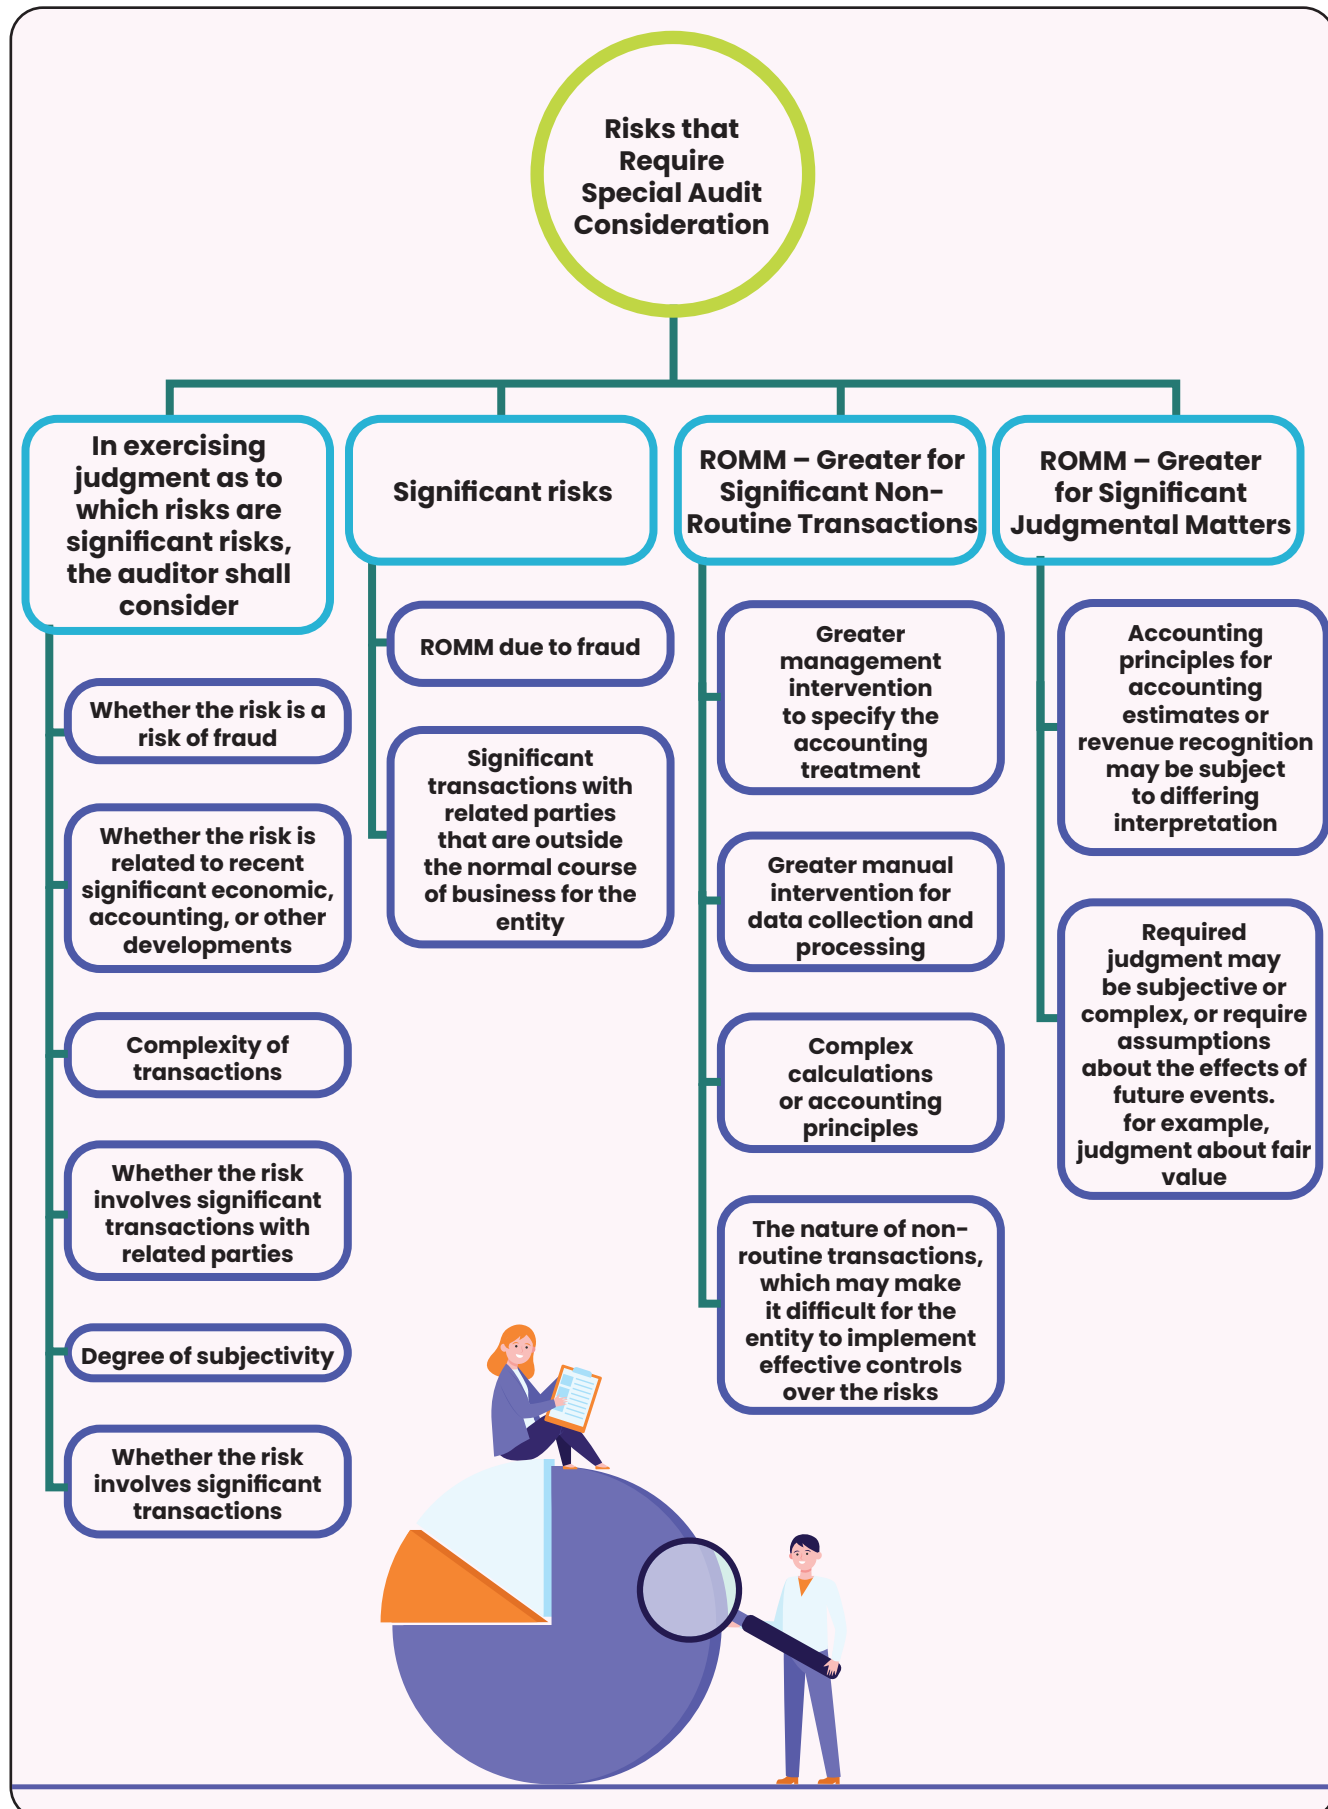 Risks that
Require
Special Audit
Consideration
In exercising
judgment as to
which risks are
significant risks,
the auditor shall
consider
Whether the risk is a
risk of fraud
Whether the risk is
related to recent
significant economic,
accounting, or other
developments
Complexity of
transactions
Whether the risk
involves significant
transactions with
related parties
Degree of subjectivity
Whether the risk
involves significant
transactions
Significant risks
ROMM due to fraud
Significant
transactions with
related parties
that are outside
the normal course
of business for the
entity
ROMM – Greater for
Significant Non-
Routine Transactions
Greater
management
intervention
to specify the
accounting
treatment
Greater manual
intervention for
data collection and
processing
Complex
calculations
or accounting
principles
The nature of non-
routine transactions,
which may make
it difficult for the
entity to implement
effective controls
over the risks
ROMM – Greater
for Significant
Judgmental Matters
Accounting
principles for
accounting
estimates or
revenue recognition
may be subject
to differing
interpretation
Required
judgment may
be subjective or
complex, or require
assumptions
about the effects of
future events.
for example,
judgment about fair
value